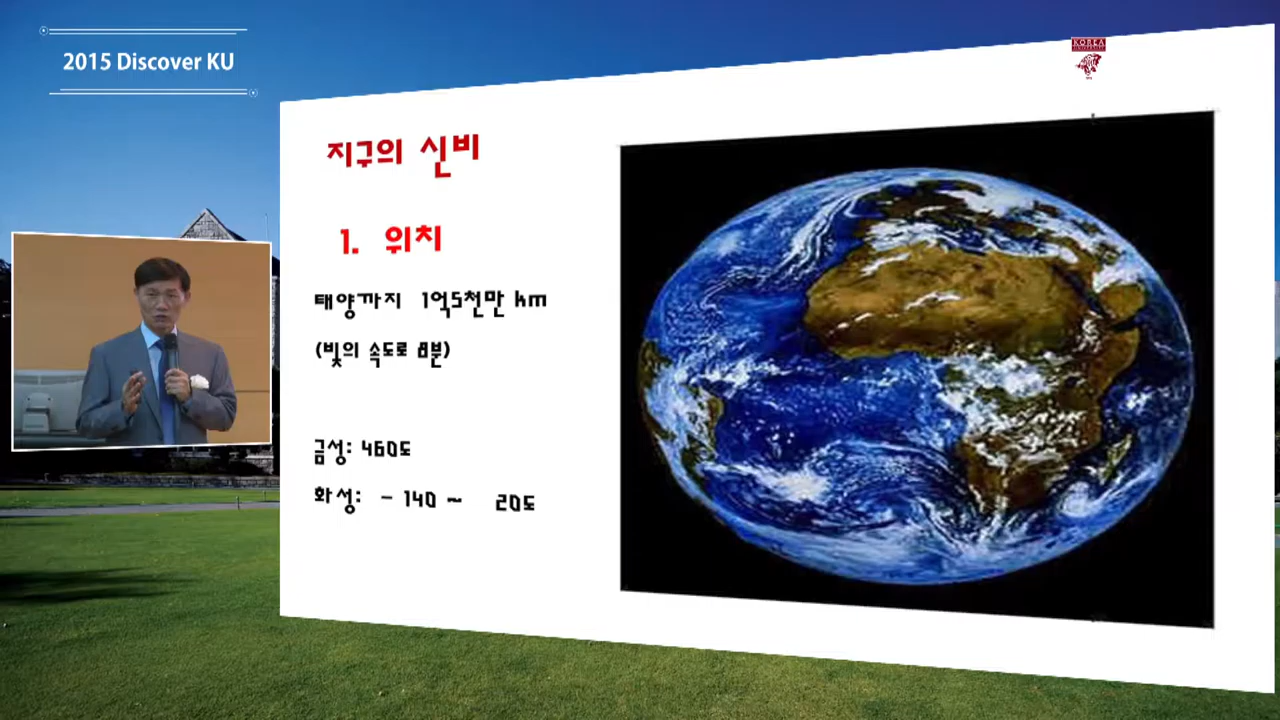 2015 Discover KU
KOREA
UNIVERSITY
지구의 신비
1. 위치
태양까지 1억5천만 km
(빛의 속도로 8분)
금성: 460도
화성: - 140 ~ 20도